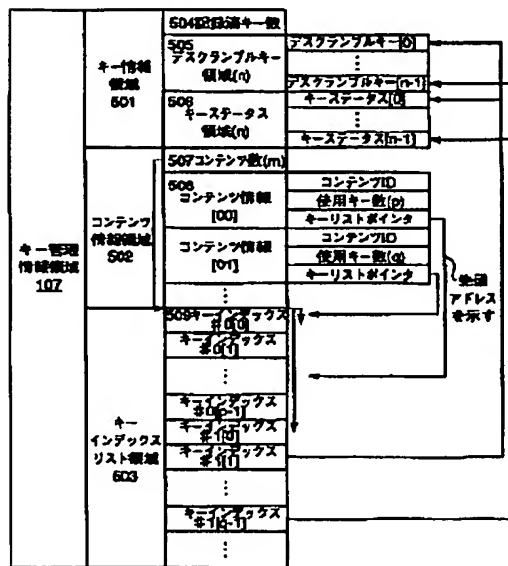 504記録済キー数
キー情報
領域
501
505
デスクランブルキー
領域(n)
デスクランブルキー[0]
⋮
デスクランブルキー[n-1]
506
キーステータス
領域(n)
キーステータス[0]
⋮
キーステータス[n-1]
キー管理
情報領域
107
コンテンツ
情報領域
502
507コンテンツ数(m)
508
コンテンツ情報
[00]
コンテンツID
使用キー数(p)
キーリストポインタ
コンテンツ情報
[01]
コンテンツID
使用キー数(q)
キーリストポインタ
⋮
アドレス
を示す
キー
インデックス
リスト領域
503
509キーインデックス
#0[0]
キーインデックス
#0[1]
⋮
キーインデックス
#0[p-1]
キーインデックス
#1[0]
キーインデックス
#1[1]
⋮
キーインデックス
#1[q-1]
⋮